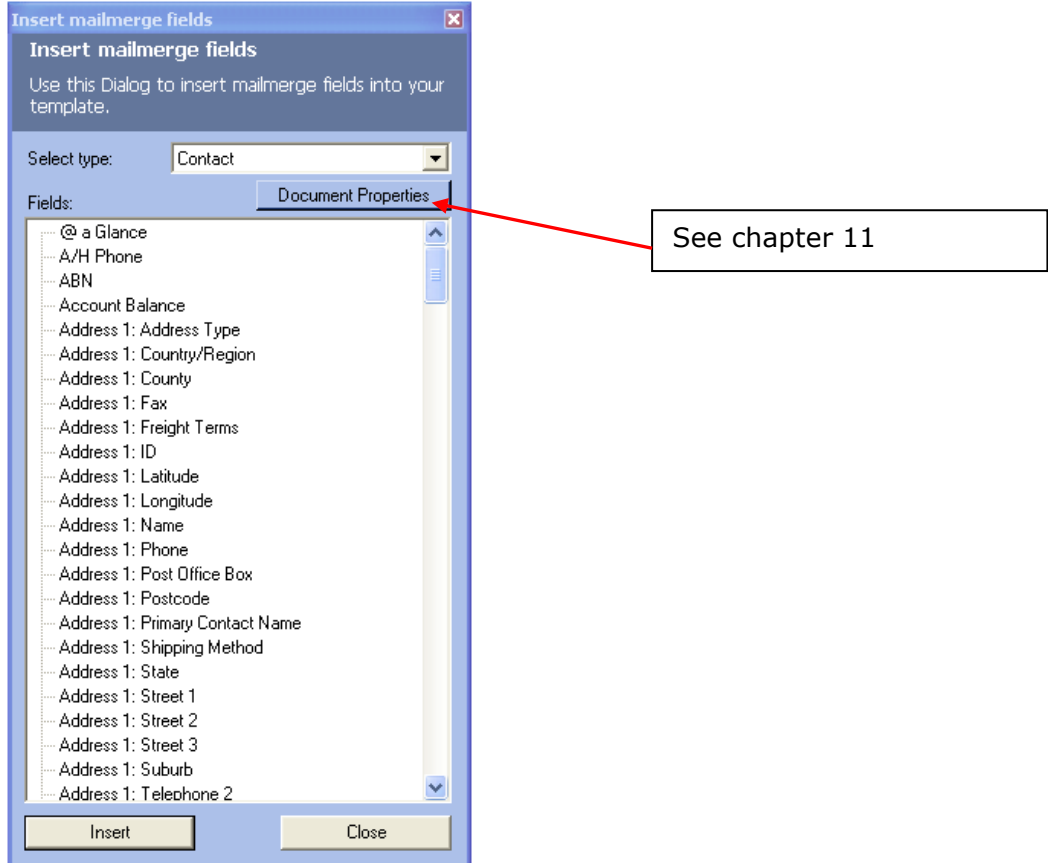 Insert mailmerge fields
Insert mailmerge fields
Use this Dialog to insert mailmerge fields into your
template.
Select type: Contact
Document Properties
Fields:
See chapter 11
@ a Glance
A/H Phone
ABN
Account Balance
Address 1: Address Type
Address 1: Country/Region
Address 1: County
Address 1: Fax
Address 1: Freight Terms
Address 1: ID
Address 1: Latitude
Address 1: Longitude
Address 1: Name
Address 1: Phone
Address 1: Post Office Box
Address 1: Postcode
Address 1: Primary Contact Name
Address 1: Shipping Method
Address 1: State
Address 1: Street 1
Address 1: Street 2
Address 1: Street 3
Address 1: Suburb
Address 1: Telephone 2
Insert Close